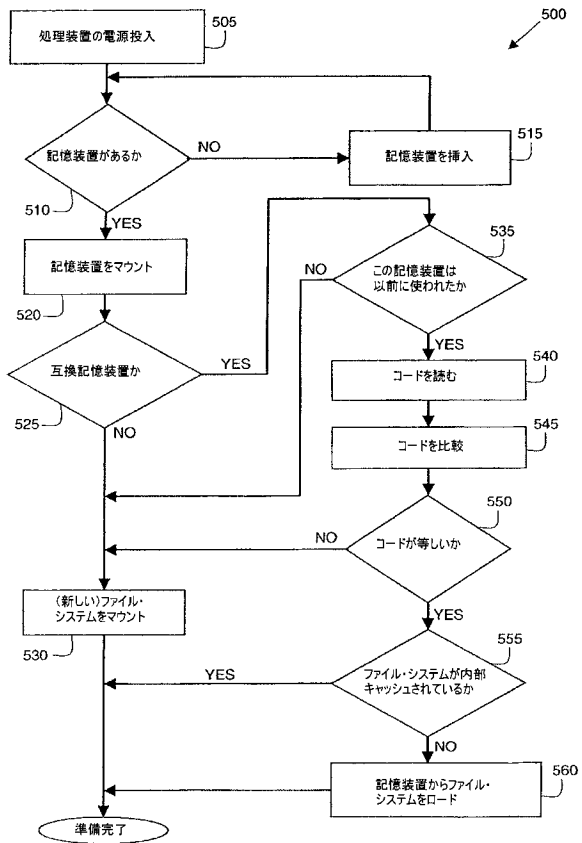 500
処理装置の電源投入
505
記憶装置があるか
510
NO
YES
記憶装置を挿入
515
記憶装置をマウント
520
互換記憶装置か
525
YES
NO
この記憶装置は
以前に使われたか
535
NO
YES
コードを読む
540
コードを比較
545
コードが等しいか
550
NO
YES
(新しい)ファイル・
システムをマウント
530
ファイル・システムが内部
キャッシュされているか
555
YES
NO
記憶装置からファイル・
システムをロード
560
準備完了